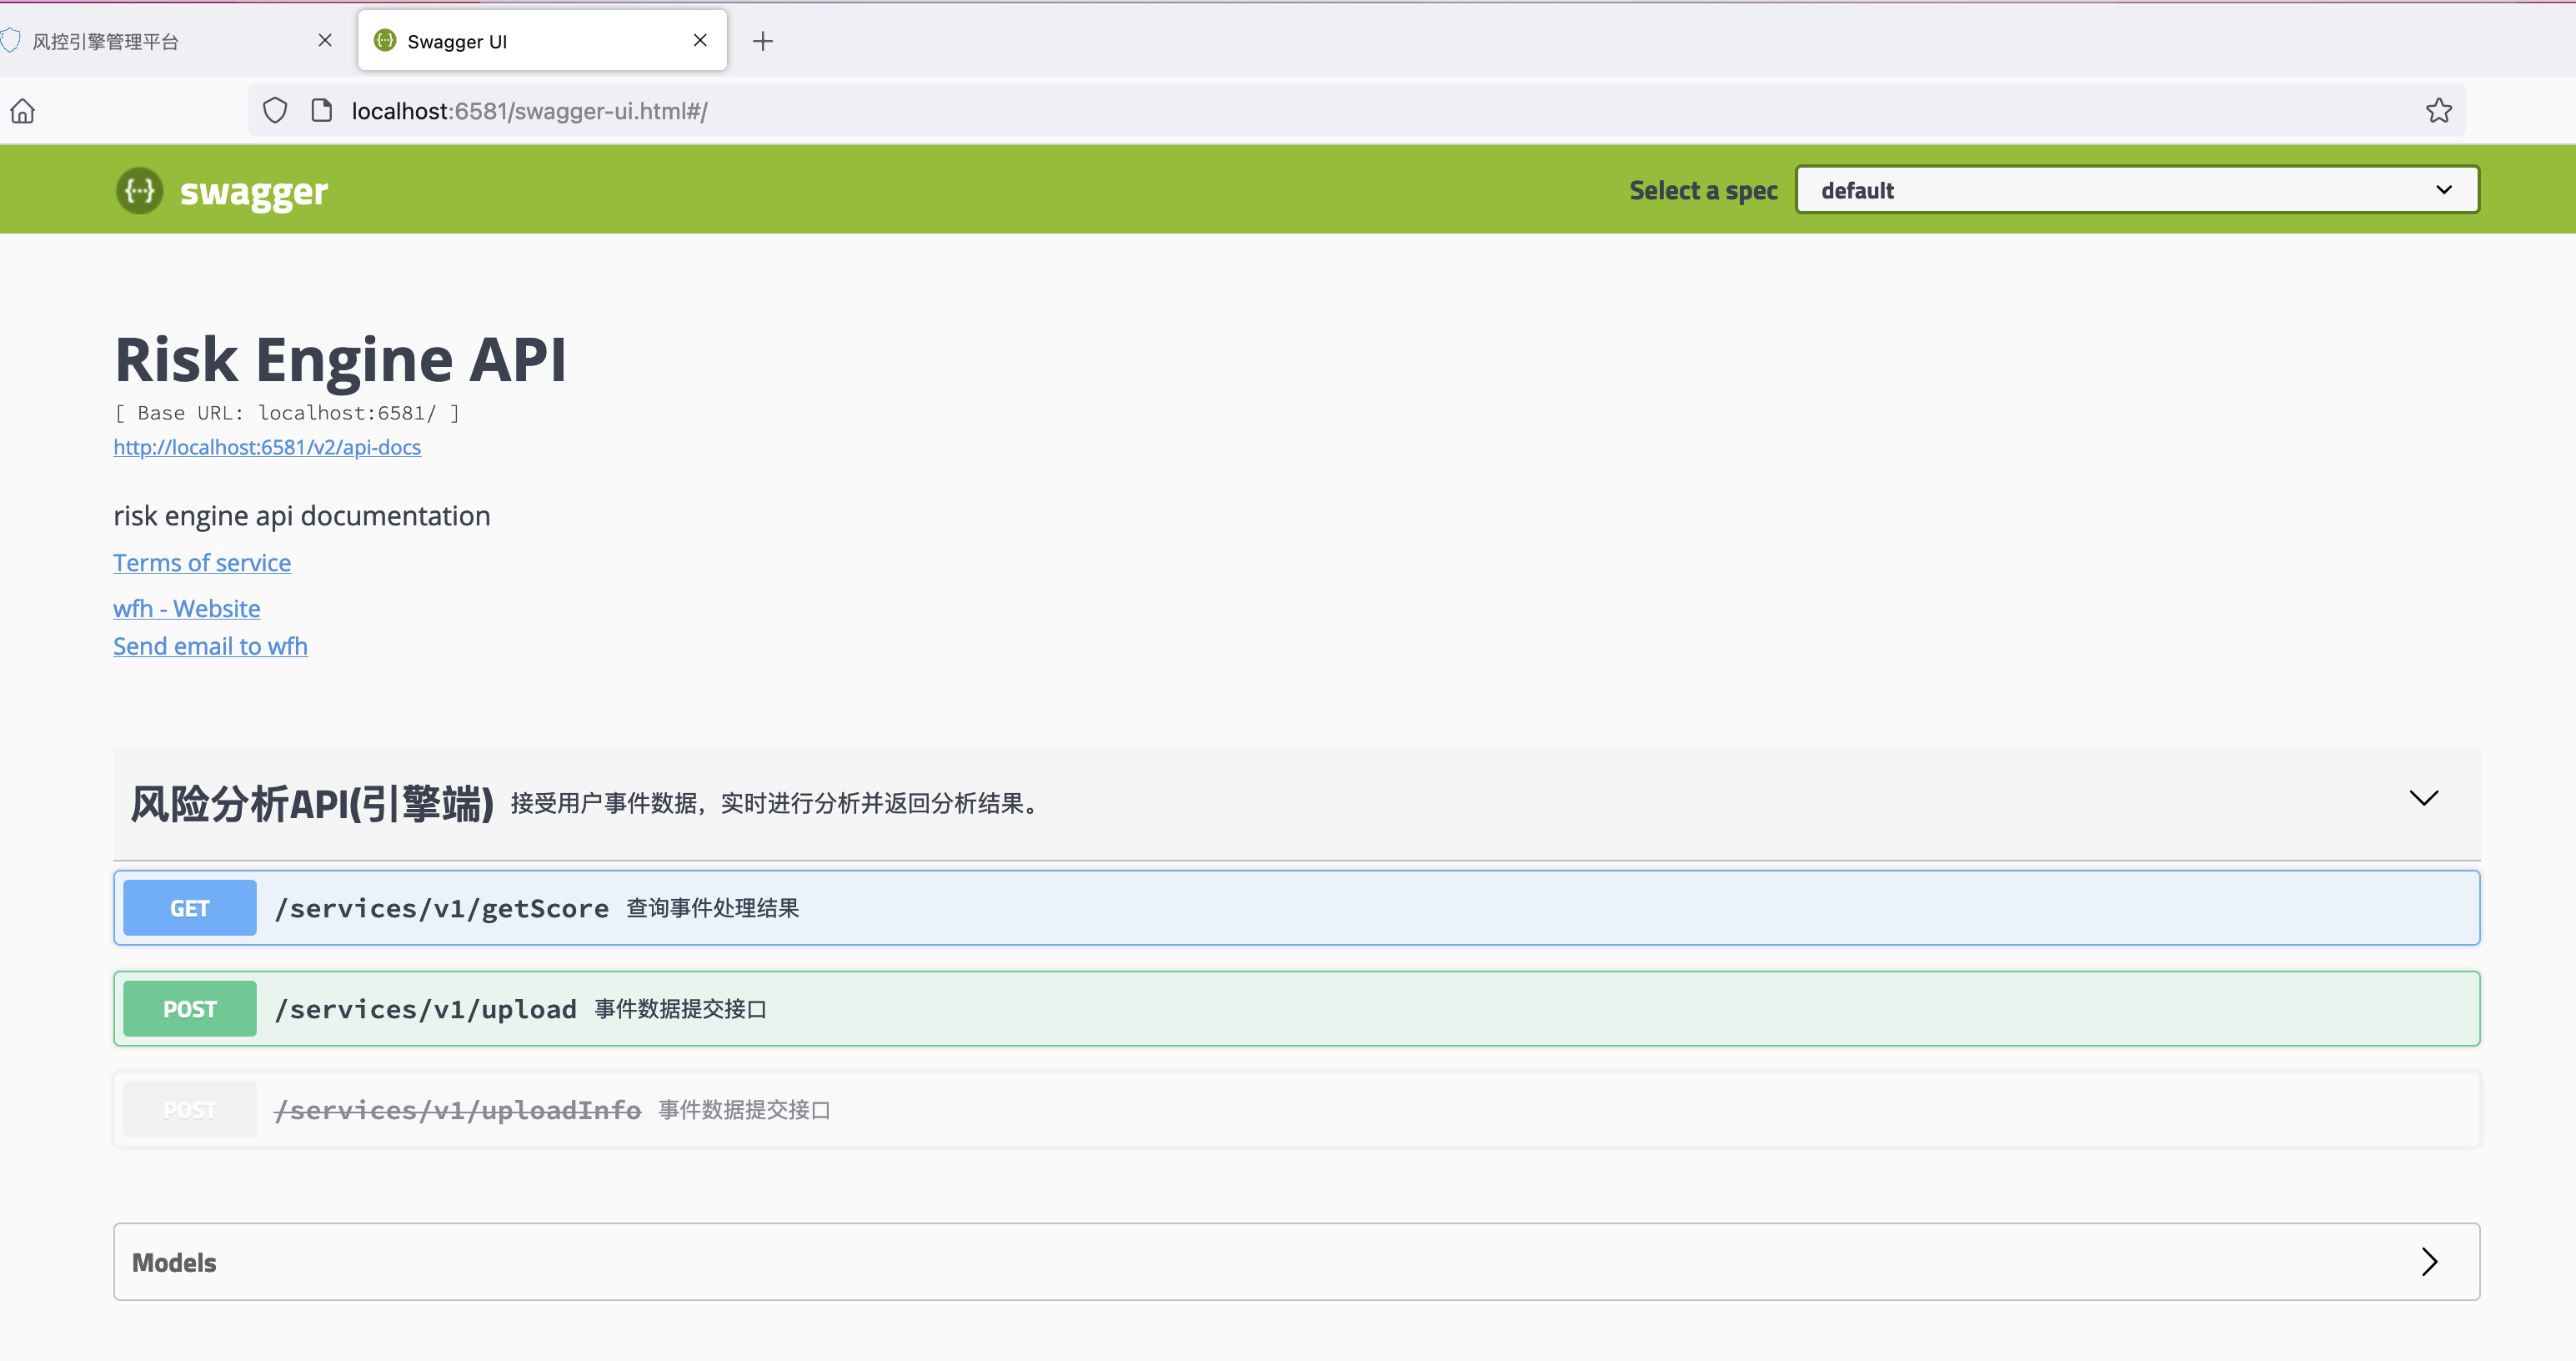 风控引擎管理平台
Swagger UI
localhost:6581/swagger-ui.html#/
{...} swagger
Select a spec
default
Risk Engine API
[ Base URL: localhost:6581/ ]
http://localhost:6581/v2/api-docs
risk engine api documentation
Terms of service
wfh - Website
Send email to wfh
风险分析API(引擎端) 接受用户事件数据，实时进行分析并返回分析结果。
GET /services/v1/getScore 查询事件处理结果
POST /services/v1/upload 事件数据提交接口
POST /services/v1/uploadInfo 事件数据提交接口
Models